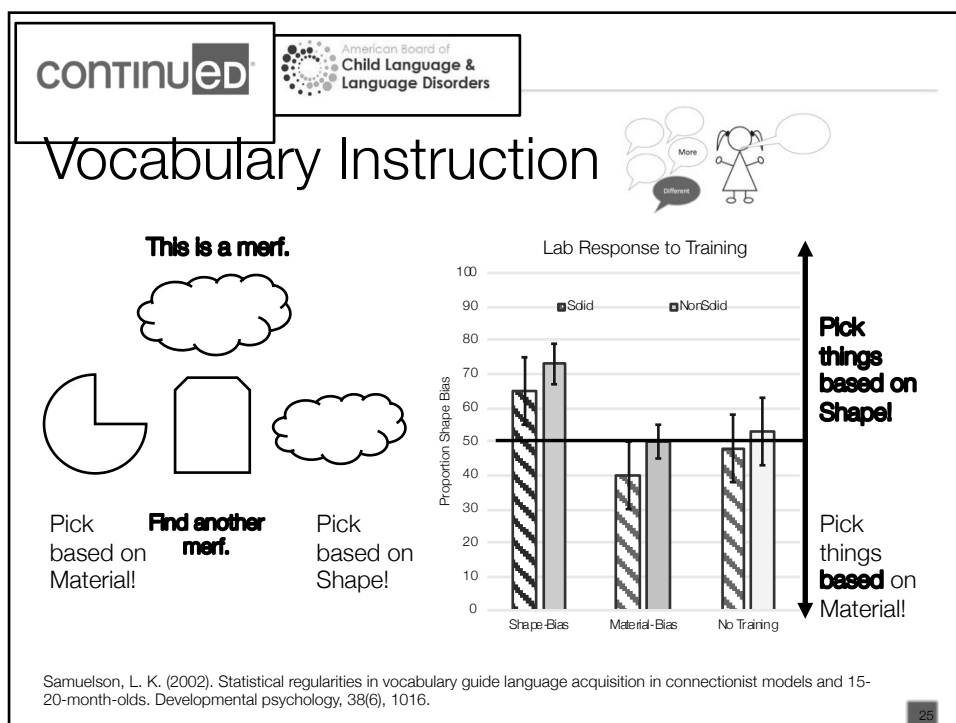 CONTINUED
American Board of
Child Language &
Language Disorders
Vocabulary Instruction
More
Different
This is a merf.
Pick
based on
Material!
Find another
merf.
Pick
based on
Shape!
Lab Response to Training
Proportion Shape Bias
100
90
80
70
60
50
40
30
20
10
0
Solid
NonSolid
Shape-Bias
Material-Bias
No Training
Pick
things
based on
Shape!
Pick
things
based on
Material!
Samuelson, L. K. (2002). Statistical regularities in vocabulary guide language acquisition in connectionist models and 15-
20-month-olds. Developmental psychology, 38(6), 1016.
25